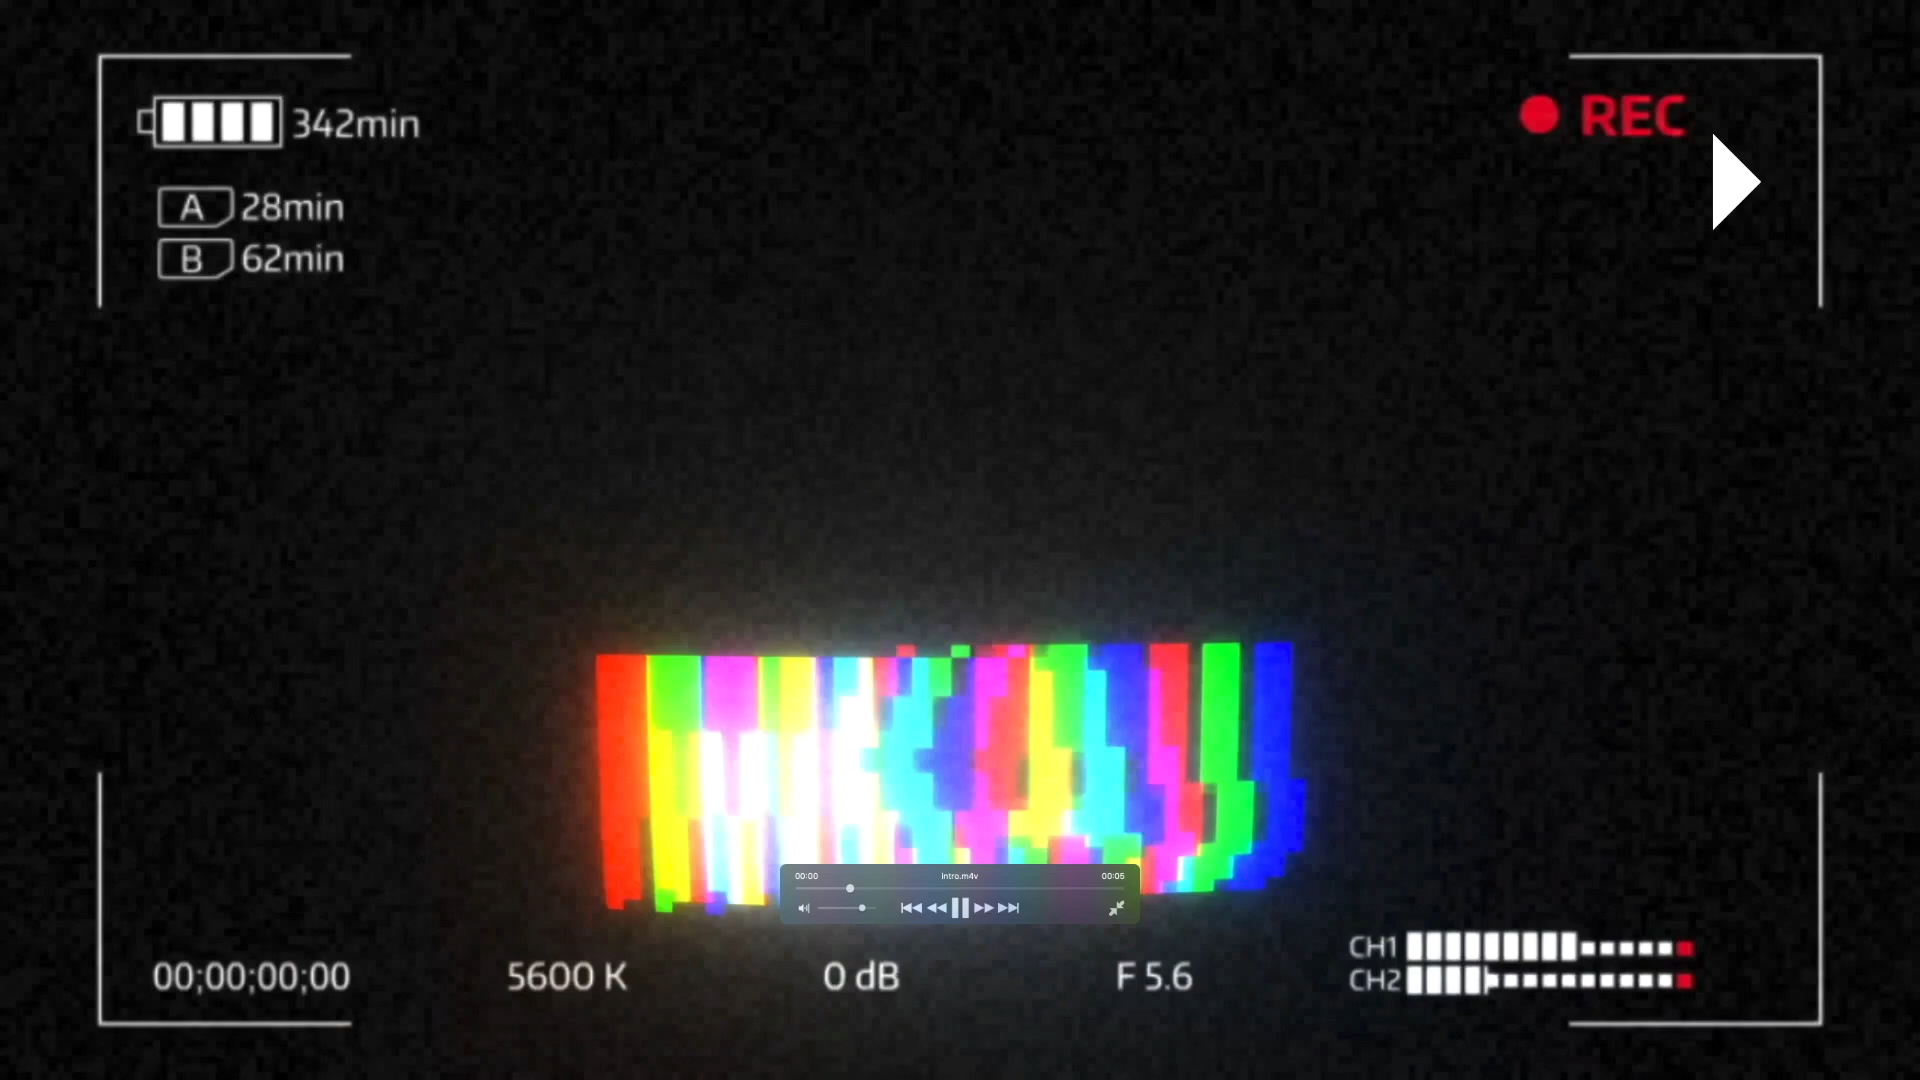 342min
REC
A 28min
B 62min
00:00 intro.m4v 00:05
00;00;00;00 5600 K 0 dB F 5.6
CH1
CH2